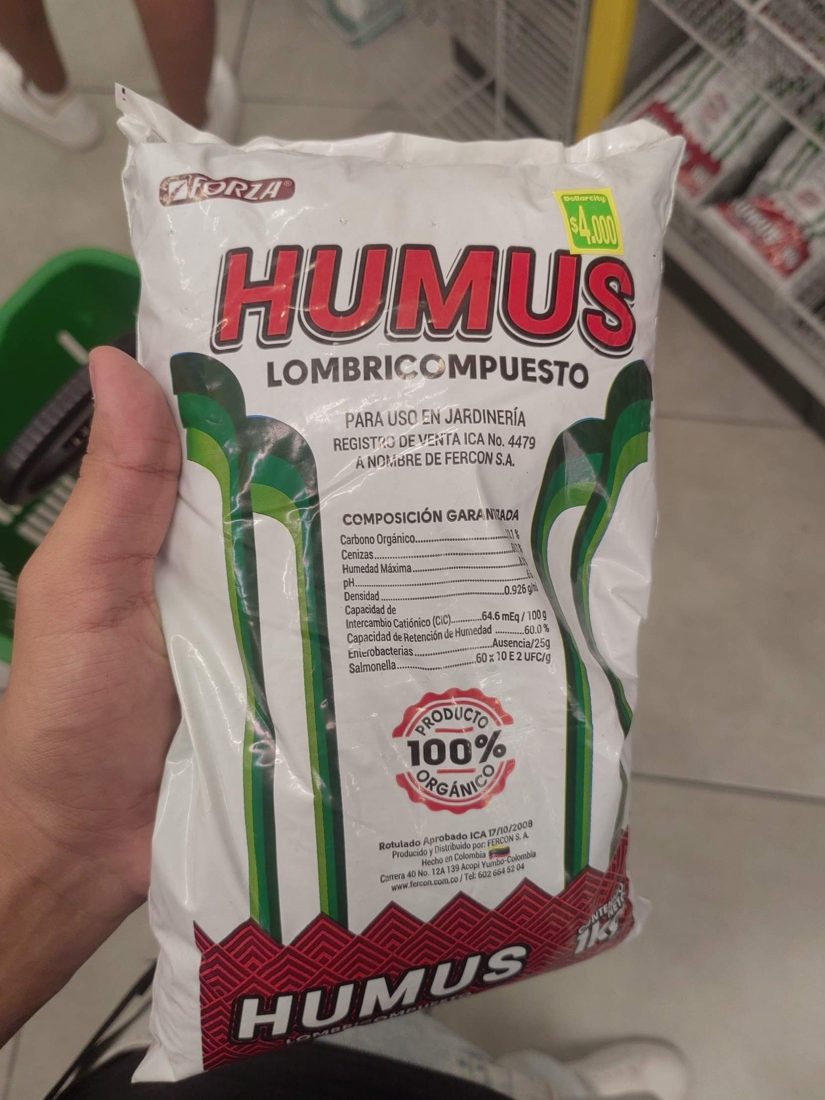 FORZA®
Dollarcity
$4.000
HUMUS
LOMBRICOMPUESTO
PARA USO EN JARDINERÍA
REGISTRO DE VENTA ICA No. 4479
A NOMBRE DE FERCON S.A.
COMPOSICIÓN GARANTIZADA
Carbono Orgánico
Cenizas
Humedad Máxima
pH
Densidad 0.926 g/ml
Capacidad de
Intercambio Catiónico (CiC) 64.6 mEq / 100 g
Capacidad de Retención de Humedad 60.0 %
Enterobacterias Ausencia/25g
Salmonella 60 x 10 E 2 UFC/g
PRODUCTO
100%
ORGÁNICO
Rotulado Aprobado ICA 17/10/2008
Producido y Distribuido por: FERCON S. A.
Hecho en Colombia
Carrera 40 No. 12A 139 Acopi Yumbo-Colombia
www.fercon.com.co / Tel: 602 664 52 04
CONTENIDO
NETO
1Kg
HUMUS
LOMBRICOMPUESTO